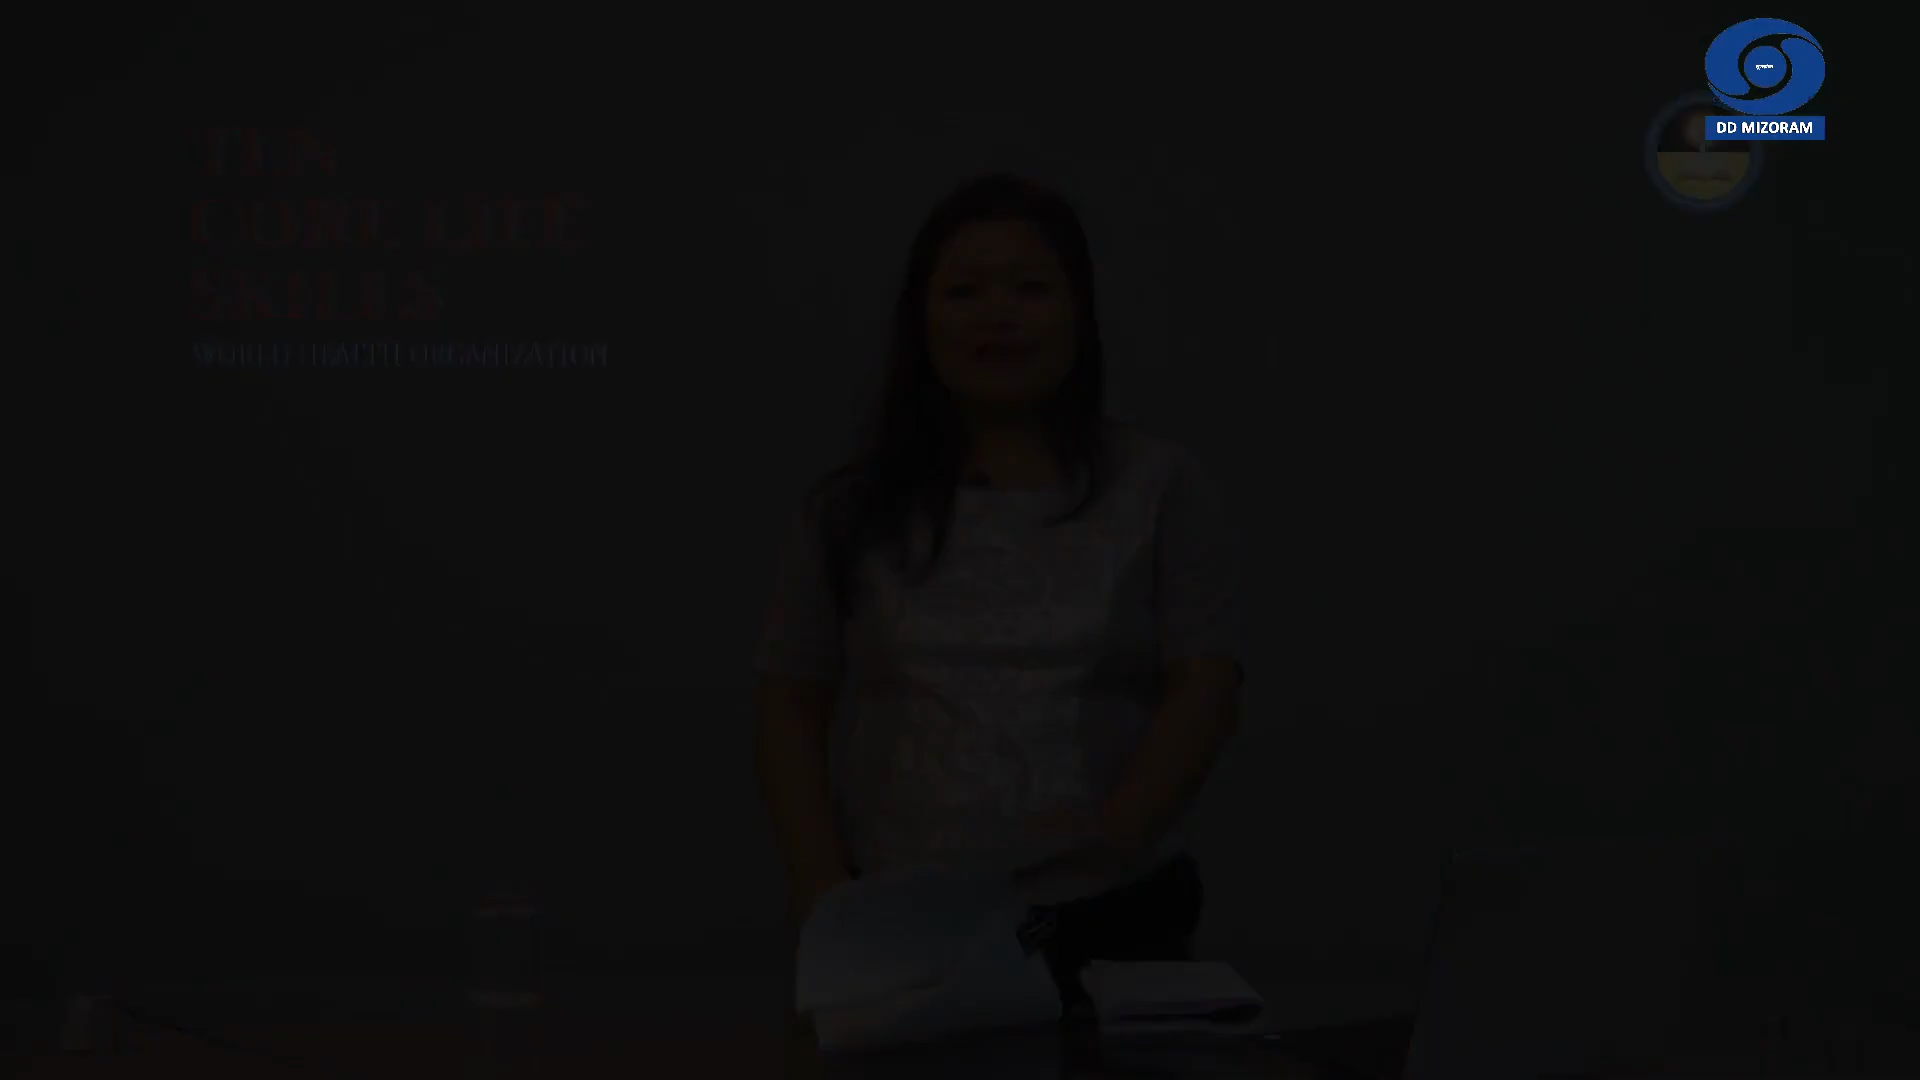 TEN
CORE LIFE
SKILLS
WORLD HEALTH ORGANIZATION
DD MIZORAM